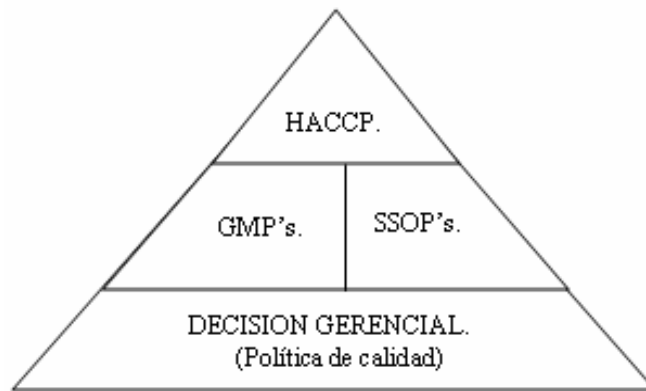 HACCP.
GMP's. SSOP's.
DECISION GERENCIAL.
(Política de calidad)